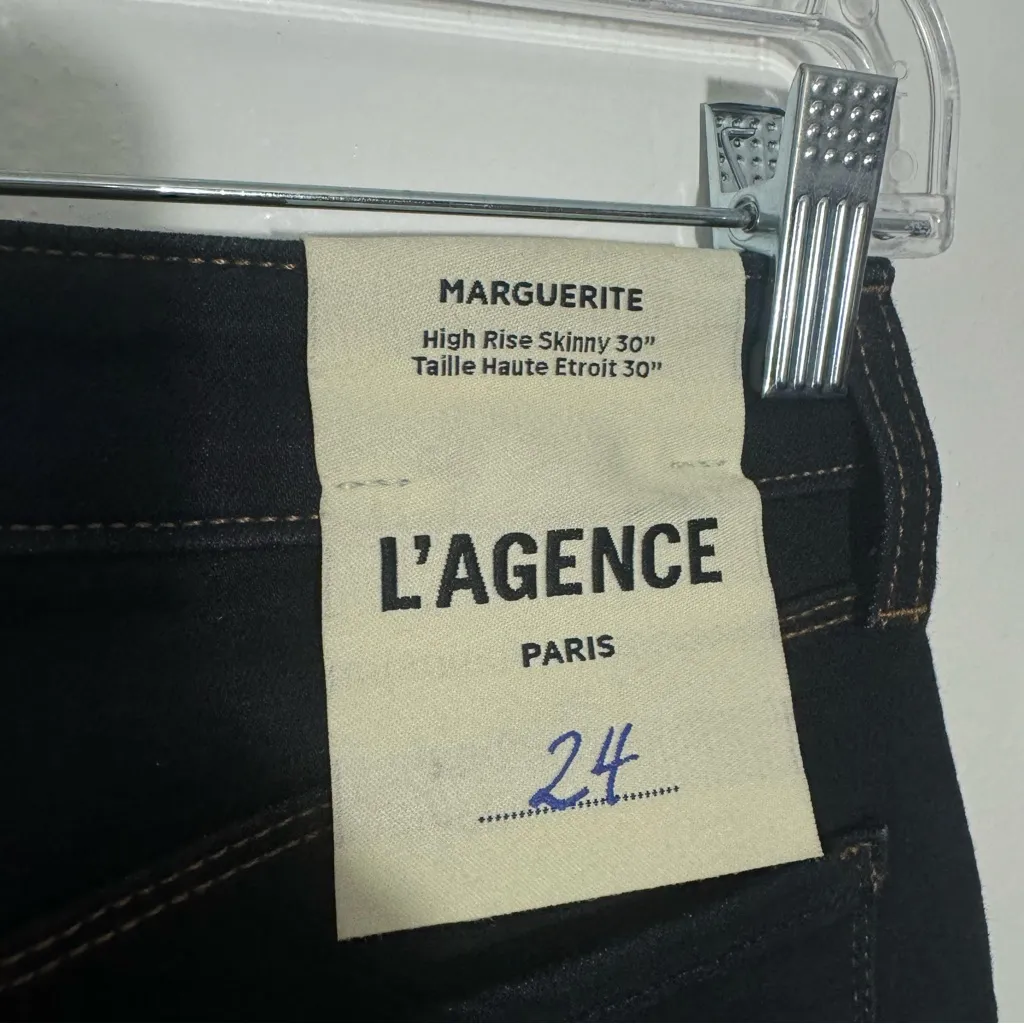 MARGUERITE
High Rise Skinny 30”
Taille Haute Etroit 30”
L’AGENCE
PARIS
24